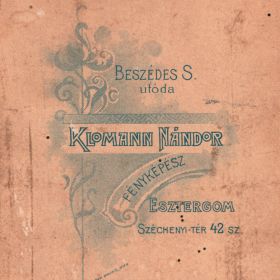 BESZÉDES S.
utóda
KLOMANN NÁNDOR
FÉNYKÉPÉSZ
ESZTERGOM
SZÉCHENYI-TÉR 42 SZ.